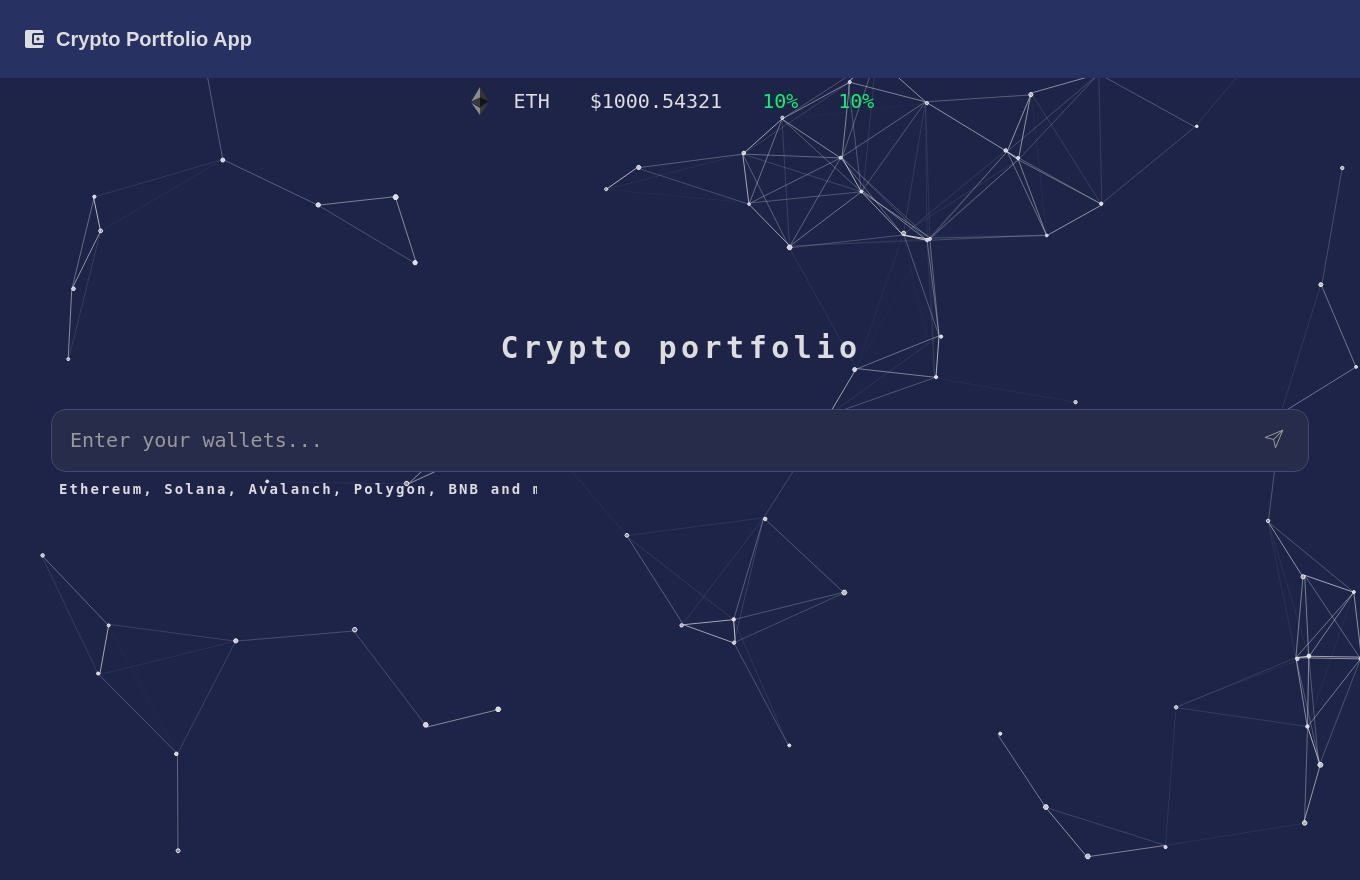 Crypto Portfolio App
ETH $1000.54321 10% 10%
Crypto portfolio
Enter your wallets...
Ethereum, Solana, Avalanch, Polygon, BNB and